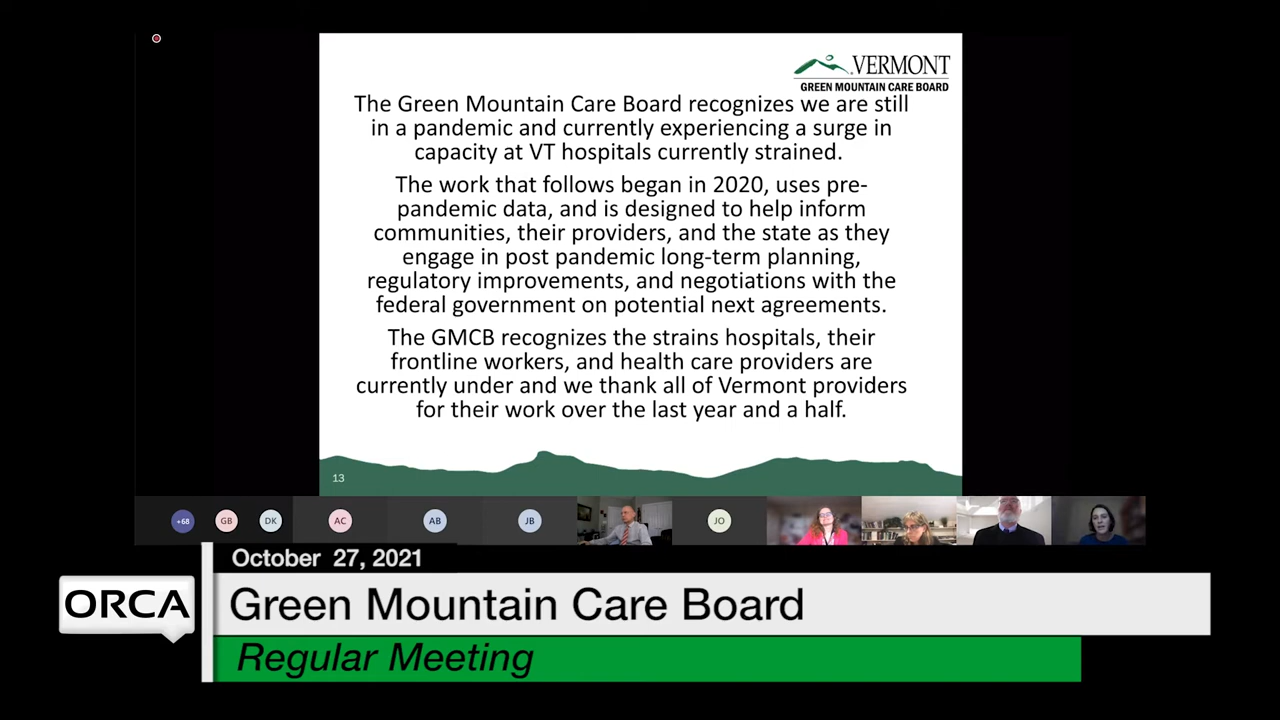 VERMONT
GREEN MOUNTAIN CARE BOARD
The Green Mountain Care Board recognizes we are still
in a pandemic and currently experiencing a surge in
capacity at VT hospitals currently strained.
The work that follows began in 2020, uses pre-
pandemic data, and is designed to help inform
communities, their providers, and the state as they
engage in post pandemic long-term planning,
regulatory improvements, and negotiations with the
federal government on potential next agreements.
The GMCB recognizes the strains hospitals, their
frontline workers, and health care providers are
currently under and we thank all of Vermont providers
for their work over the last year and a half.
13
+68 GB DK AC AB JB JO
October 27, 2021
ORCA
Green Mountain Care Board
Regular Meeting